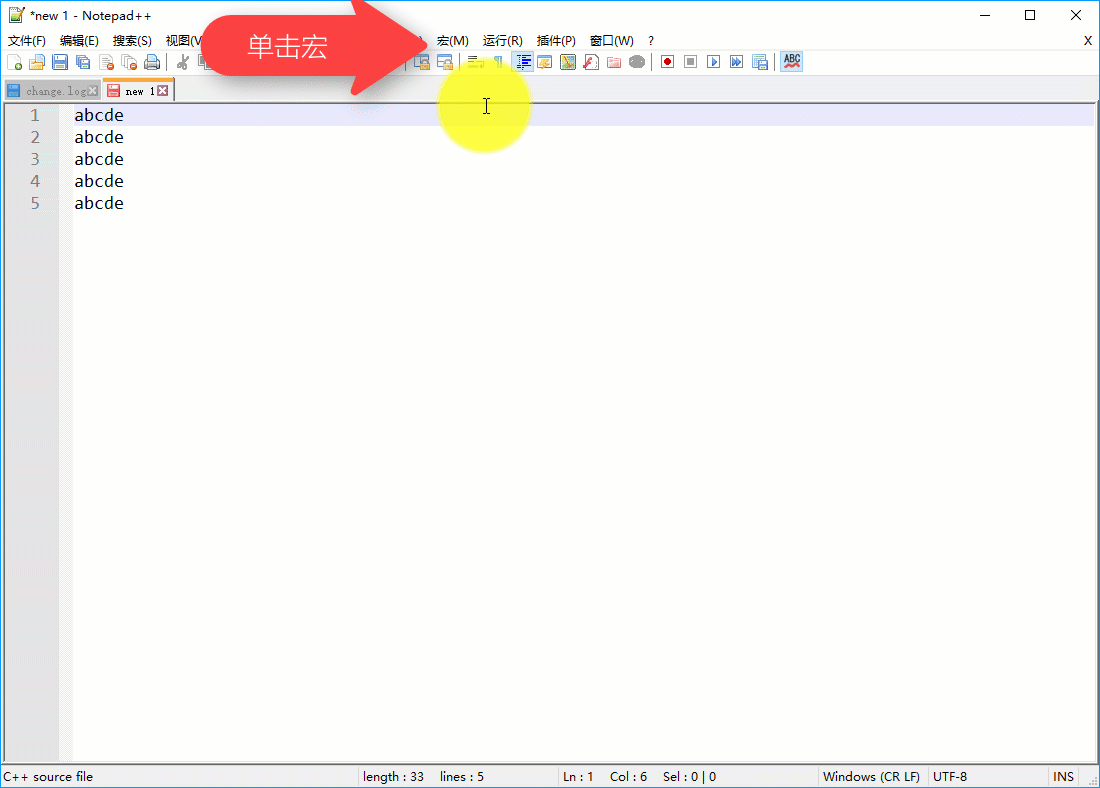 *new 1 - Notepad++
文件(F) 编辑(E) 搜索(S) 视图(V 宏(M) 运行(R) 插件(P) 窗口(W) ? X
单击宏
ABC
change.log new 1
1 abcde
2 abcde
3 abcde
4 abcde
5 abcde
C++ source file length : 33 lines : 5 Ln : 1 Col : 6 Sel : 0 | 0 Windows (CR LF) UTF-8 INS